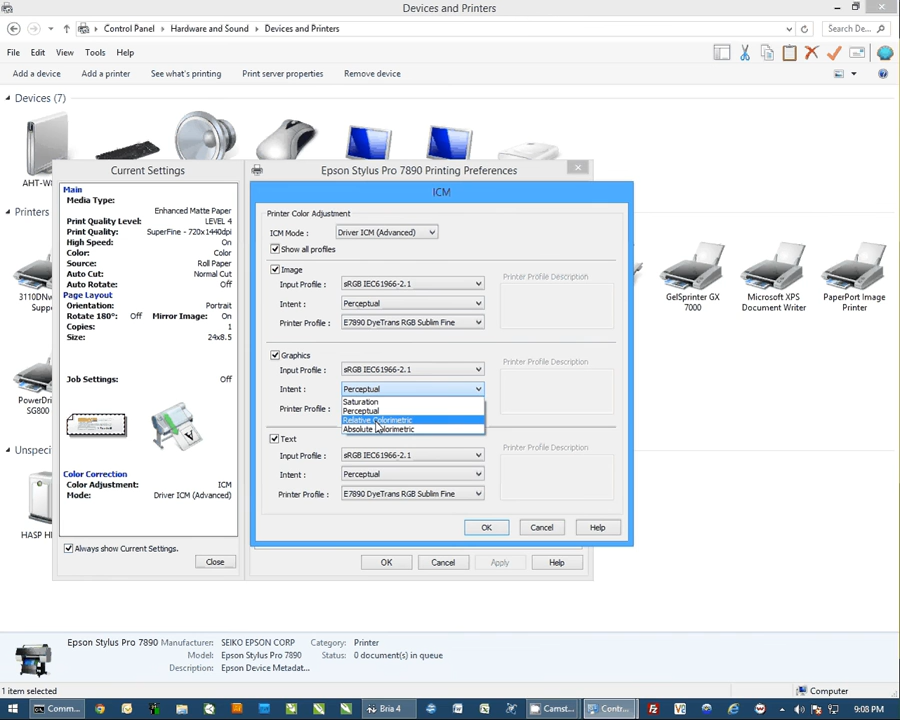 Devices and Printers
Control Panel Hardware and Sound Devices and Printers
Search De...
File Edit View Tools Help
Add a device Add a printer See what's printing Print server properties Remove device
Devices (7)
AHT-W
Printers
3110DNw
Supp
PowerDri
SG800
GelSprinter GX
7000
Microsoft XPS
Document Writer
PaperPort Image
Printer
Unspeci
HASP HL
Current Settings
Main
Media Type:
Enhanced Matte Paper
Print Quality Level: LEVEL 4
Print Quality: SuperFine - 720x1440dpi
High Speed: On
Color: Color
Source: Roll Paper
Auto Cut: Normal Cut
Auto Rotate: Off
Page Layout
Orientation: Portrait
Rotate 180°: Off Mirror Image: On
Copies: 1
Size: 24x8.5
Job Settings: Off
Color Correction
Color Adjustment: ICM
Mode: Driver ICM (Advanced)
Always show Current Settings.
Close
Epson Stylus Pro 7890 Printing Preferences
ICM
Printer Color Adjustment
ICM Mode: Driver ICM (Advanced)
Show all profiles
Image
Input Profile: sRGB IEC61966-2.1
Intent: Perceptual
Printer Profile: E7890 DyeTrans RGB Sublim Fine
Printer Profile Description
Graphics
Input Profile: sRGB IEC61966-2.1
Intent: Perceptual
Saturation
Perceptual
Relative Colorimetric
Absolute Colorimetric
Printer Profile:
Printer Profile Description
Text
Input Profile: sRGB IEC61966-2.1
Intent: Perceptual
Printer Profile: E7890 DyeTrans RGB Sublim Fine
Printer Profile Description
OK Cancel Help
OK Cancel Apply Help
Epson Stylus Pro 7890 Manufacturer: SEIKO EPSON CORP Category: Printer
Model: Epson Stylus Pro 7890 Status: 0 document(s) in queue
Description: Epson Device Metadat...
1 item selected
Computer
Comm... Bria 4 Camst... Contr... 9:08 PM